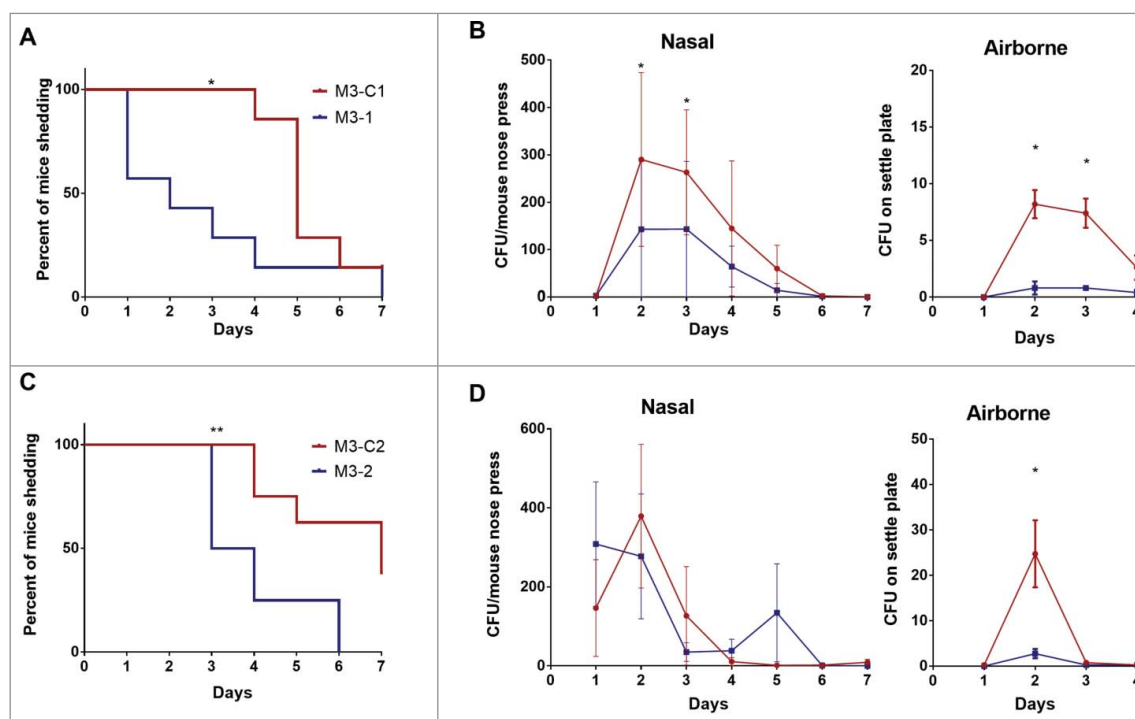 A
*
100
50
0
Percent of mice shedding
M3-C1
M3-1
0 1 2 3 4 5 6 7
Days
B
Nasal
500
400
300
200
100
0
CFU/mouse nose press
*
*
0 1 2 3 4 5 6 7
Days
Airborne
20
15
10
5
0
CFU on settle plate
*
*
0 1 2 3 4
Days
C
**
100
50
0
Percent of mice shedding
M3-C2
M3-2
0 1 2 3 4 5 6 7
Days
D
Nasal
600
400
200
0
CFU/mouse nose press
0 1 2 3 4 5 6 7
Days
Airborne
50
40
30
20
10
0
CFU on settle plate
*
0 1 2 3 4
Days